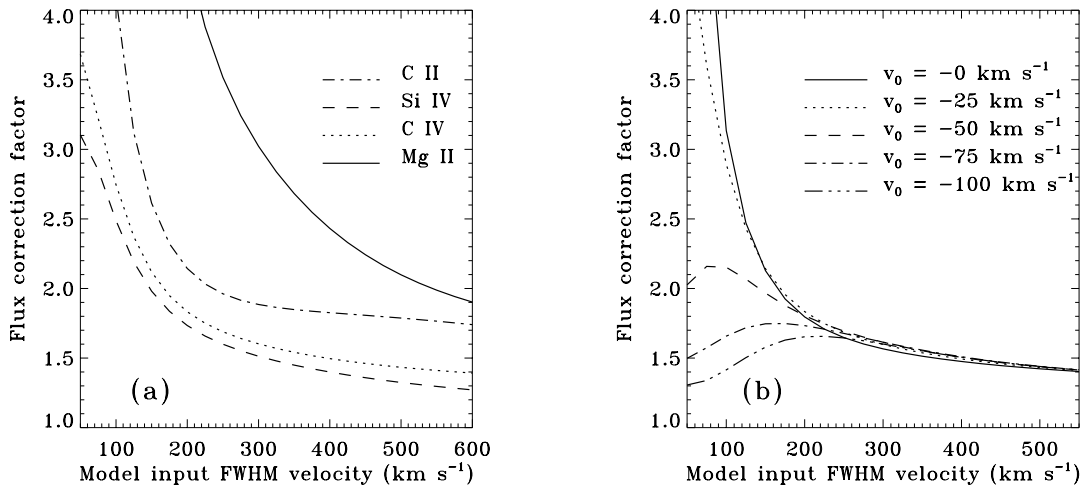 4.0
3.5
3.0
2.5
2.0
1.5
1.0
Flux correction factor
C II
Si IV
C IV
Mg II
(a)
100 200 300 400 500 600
Model input FWHM velocity (km s⁻¹)
4.0
3.5
3.0
2.5
2.0
1.5
1.0
Flux correction factor
v₀ = −0 km s⁻¹
v₀ = −25 km s⁻¹
v₀ = −50 km s⁻¹
v₀ = −75 km s⁻¹
v₀ = −100 km s⁻¹
(b)
100 200 300 400 500
Model input FWHM velocity (km s⁻¹)